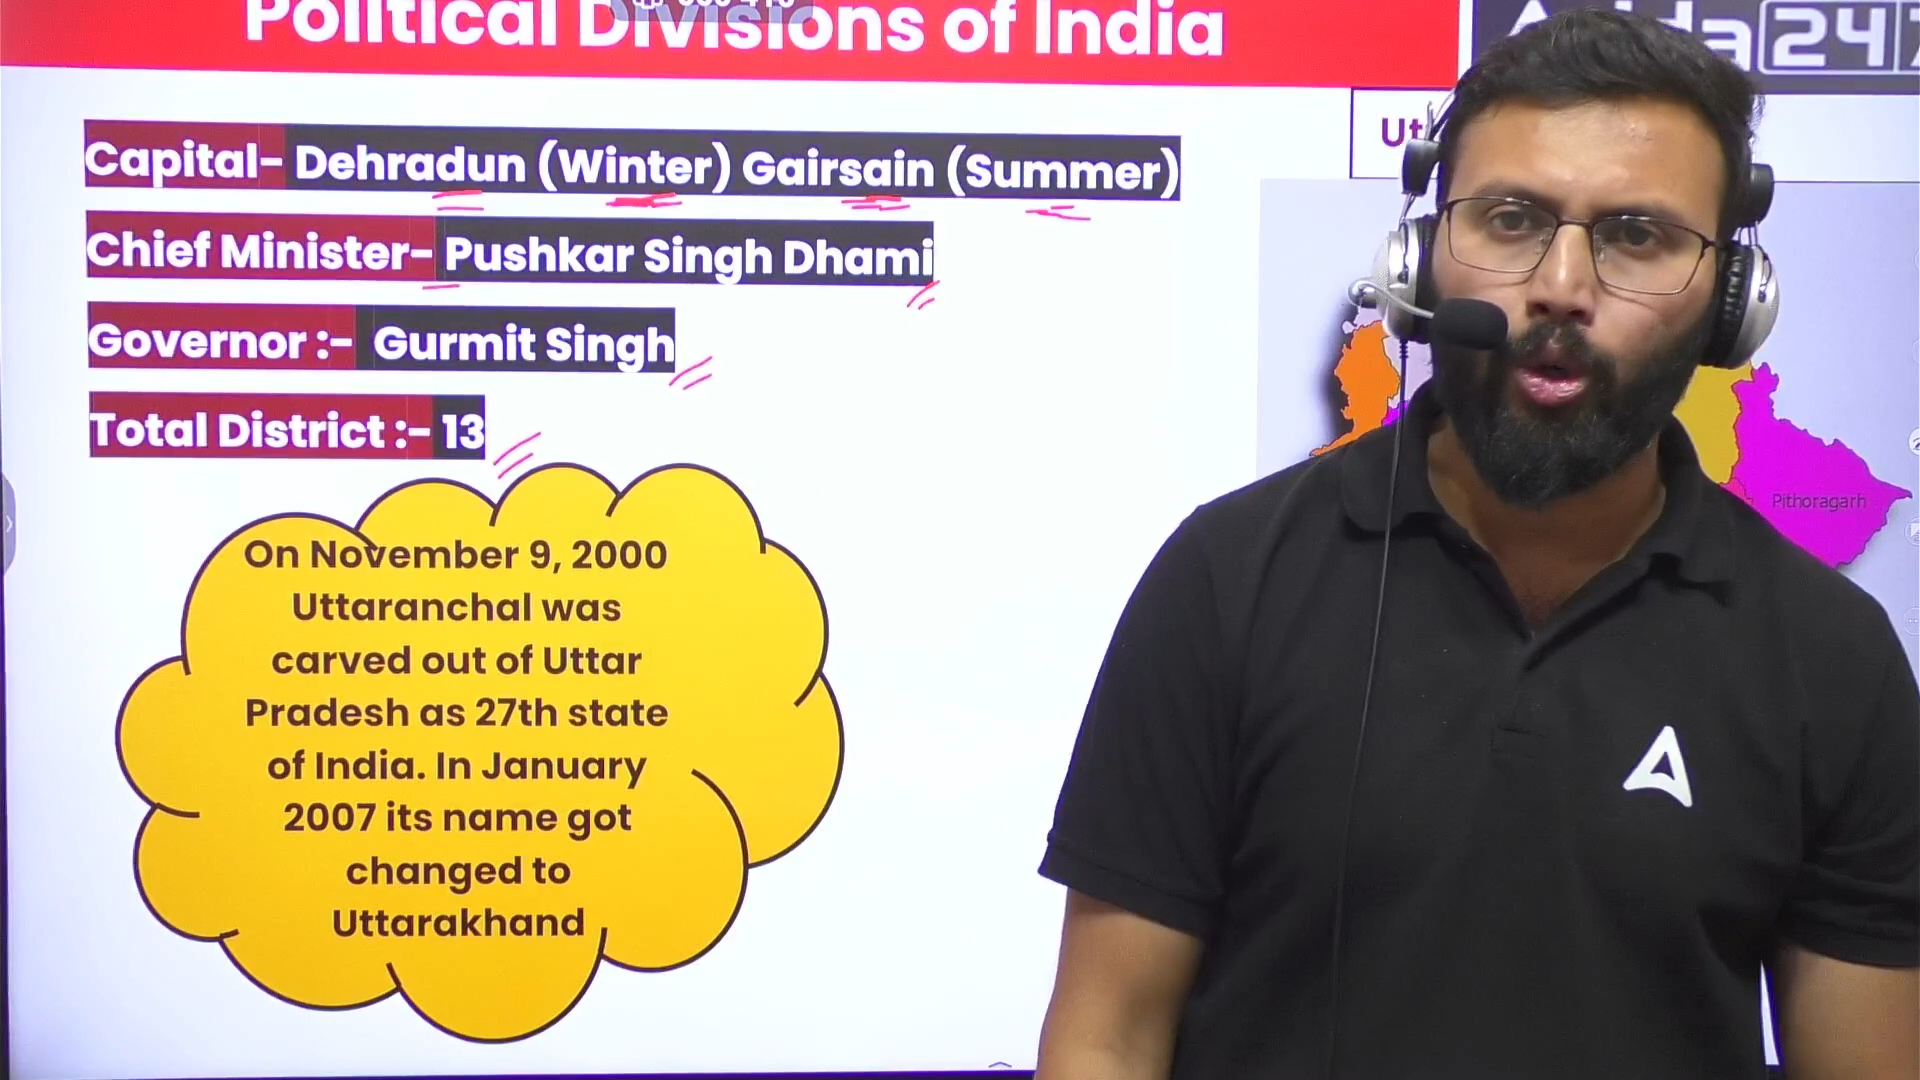 Political Divisions of India
247
Ut
Capital- Dehradun (Winter) Gairsain (Summer)
Chief Minister- Pushkar Singh Dhami
Governor :- Gurmit Singh
Total District :- 13
On November 9, 2000
Uttaranchal was
carved out of Uttar
Pradesh as 27th state
of India. In January
2007 its name got
changed to
Uttarakhand
Pithoragarh